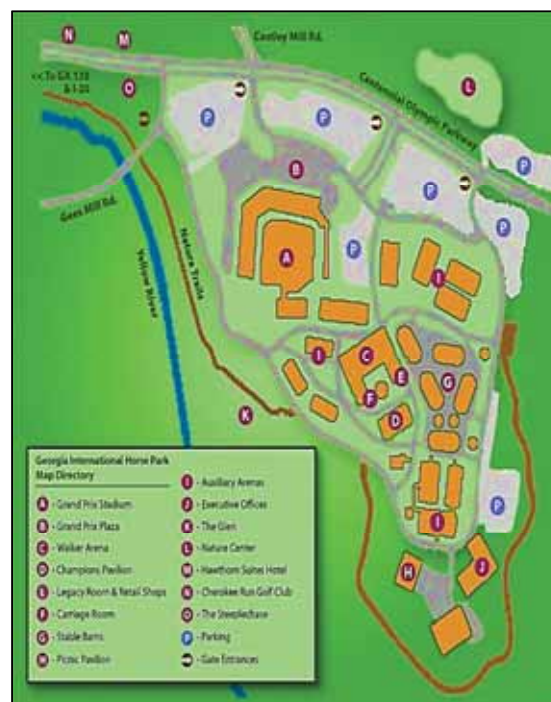 N
M
Costley Mill Rd.
<< To GA 138
& I-20
O
Centennial Olympic Parkway
L
P
P
P
P
B
P
P
Gees Mill Rd.
Nature Trails
Yellow River
A
I
I
C
E
G
F
D
K
I
P
H
J
Georgia International Horse Park
Map Directory
A - Grand Prix Stadium
B - Grand Prix Plaza
C - Walker Arena
D - Champions Pavilion
E - Legacy Room & Retail Shops
F - Carriage Room
G - Stable Barns
H - Picnic Pavilion
I - Auxiliary Arenas
J - Executive Offices
K - The Glen
L - Nature Center
M - Hawthorn Suites Hotel
N - Cherokee Run Golf Club
O - The Steeplechase
P - Parking
- Gate Entrances